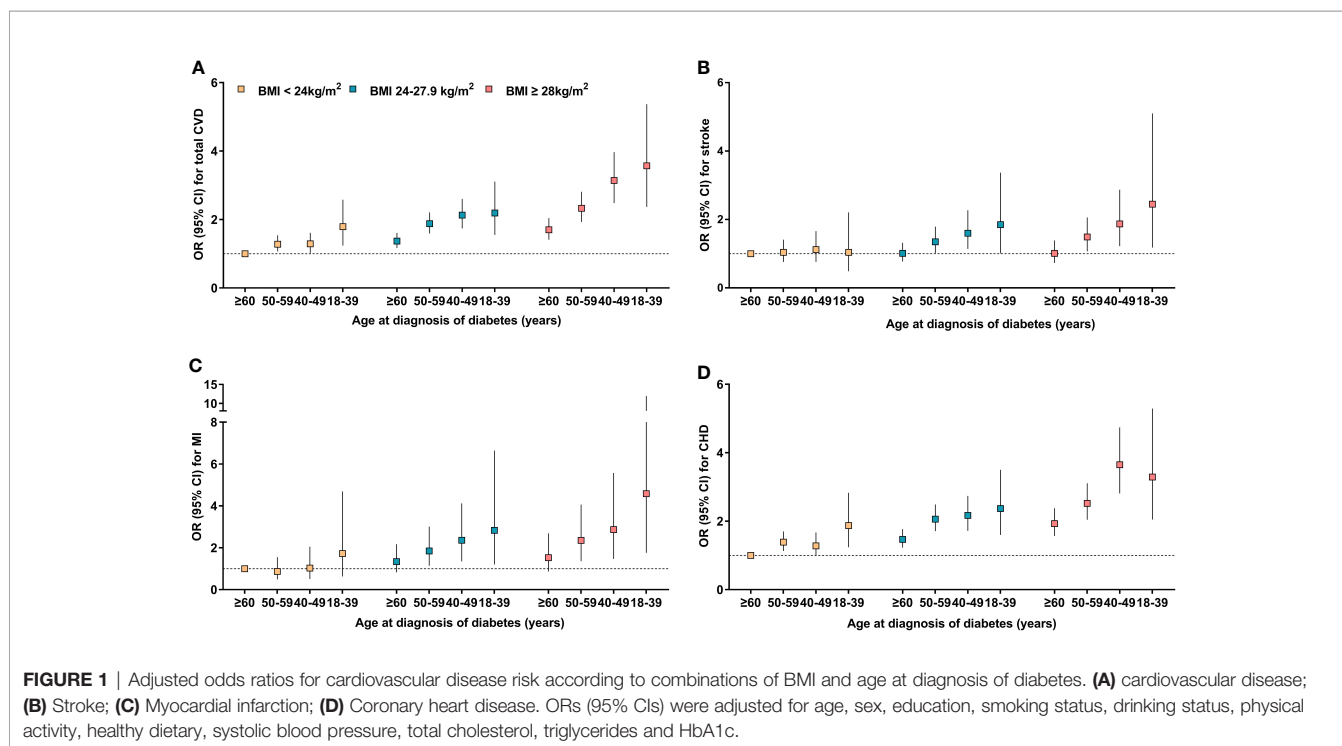 A
BMI < 24kg/m²
BMI 24-27.9 kg/m²
BMI ≥ 28kg/m²
OR (95% CI) for total CVD
6
4
2
0
≥60 50-59 40-49 18-39 ≥60 50-59 40-49 18-39 ≥60 50-59 40-49 18-39
Age at diagnosis of diabetes (years)
B
OR (95% CI) for stroke
6
4
2
0
≥60 50-59 40-49 18-39 ≥60 50-59 40-49 18-39 ≥60 50-59 40-49 18-39
Age at diagnosis of diabetes (years)
C
OR (95% CI) for MI
15
10
8
6
4
2
0
≥60 50-59 40-49 18-39 ≥60 50-59 40-49 18-39 ≥60 50-59 40-49 18-39
Age at diagnosis of diabetes (years)
D
OR (95% CI) for CHD
6
4
2
0
≥60 50-59 40-49 18-39 ≥60 50-59 40-49 18-39 ≥60 50-59 40-49 18-39
Age at diagnosis of diabetes (years)
FIGURE 1 | Adjusted odds ratios for cardiovascular disease risk according to combinations of BMI and age at diagnosis of diabetes. (A) cardiovascular disease;
(B) Stroke; (C) Myocardial infarction; (D) Coronary heart disease. ORs (95% CIs) were adjusted for age, sex, education, smoking status, drinking status, physical
activity, healthy dietary, systolic blood pressure, total cholesterol, triglycerides and HbA1c.